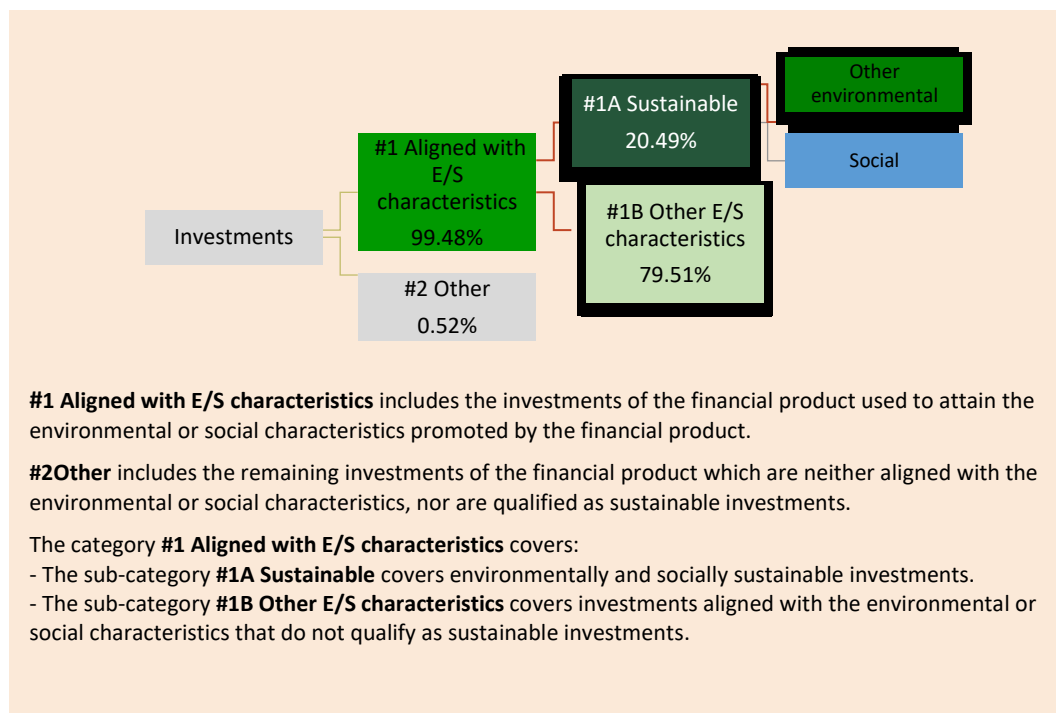 Investments
#1 Aligned with
E/S
characteristics
99.48%
#2 Other
0.52%
#1A Sustainable
20.49%
#1B Other E/S
characteristics
79.51%
Other
environmental
Social
#1 Aligned with E/S characteristics includes the investments of the financial product used to attain the
environmental or social characteristics promoted by the financial product.
#2Other includes the remaining investments of the financial product which are neither aligned with the
environmental or social characteristics, nor are qualified as sustainable investments.
The category #1 Aligned with E/S characteristics covers:
- The sub-category #1A Sustainable covers environmentally and socially sustainable investments.
- The sub-category #1B Other E/S characteristics covers investments aligned with the environmental or
social characteristics that do not qualify as sustainable investments.